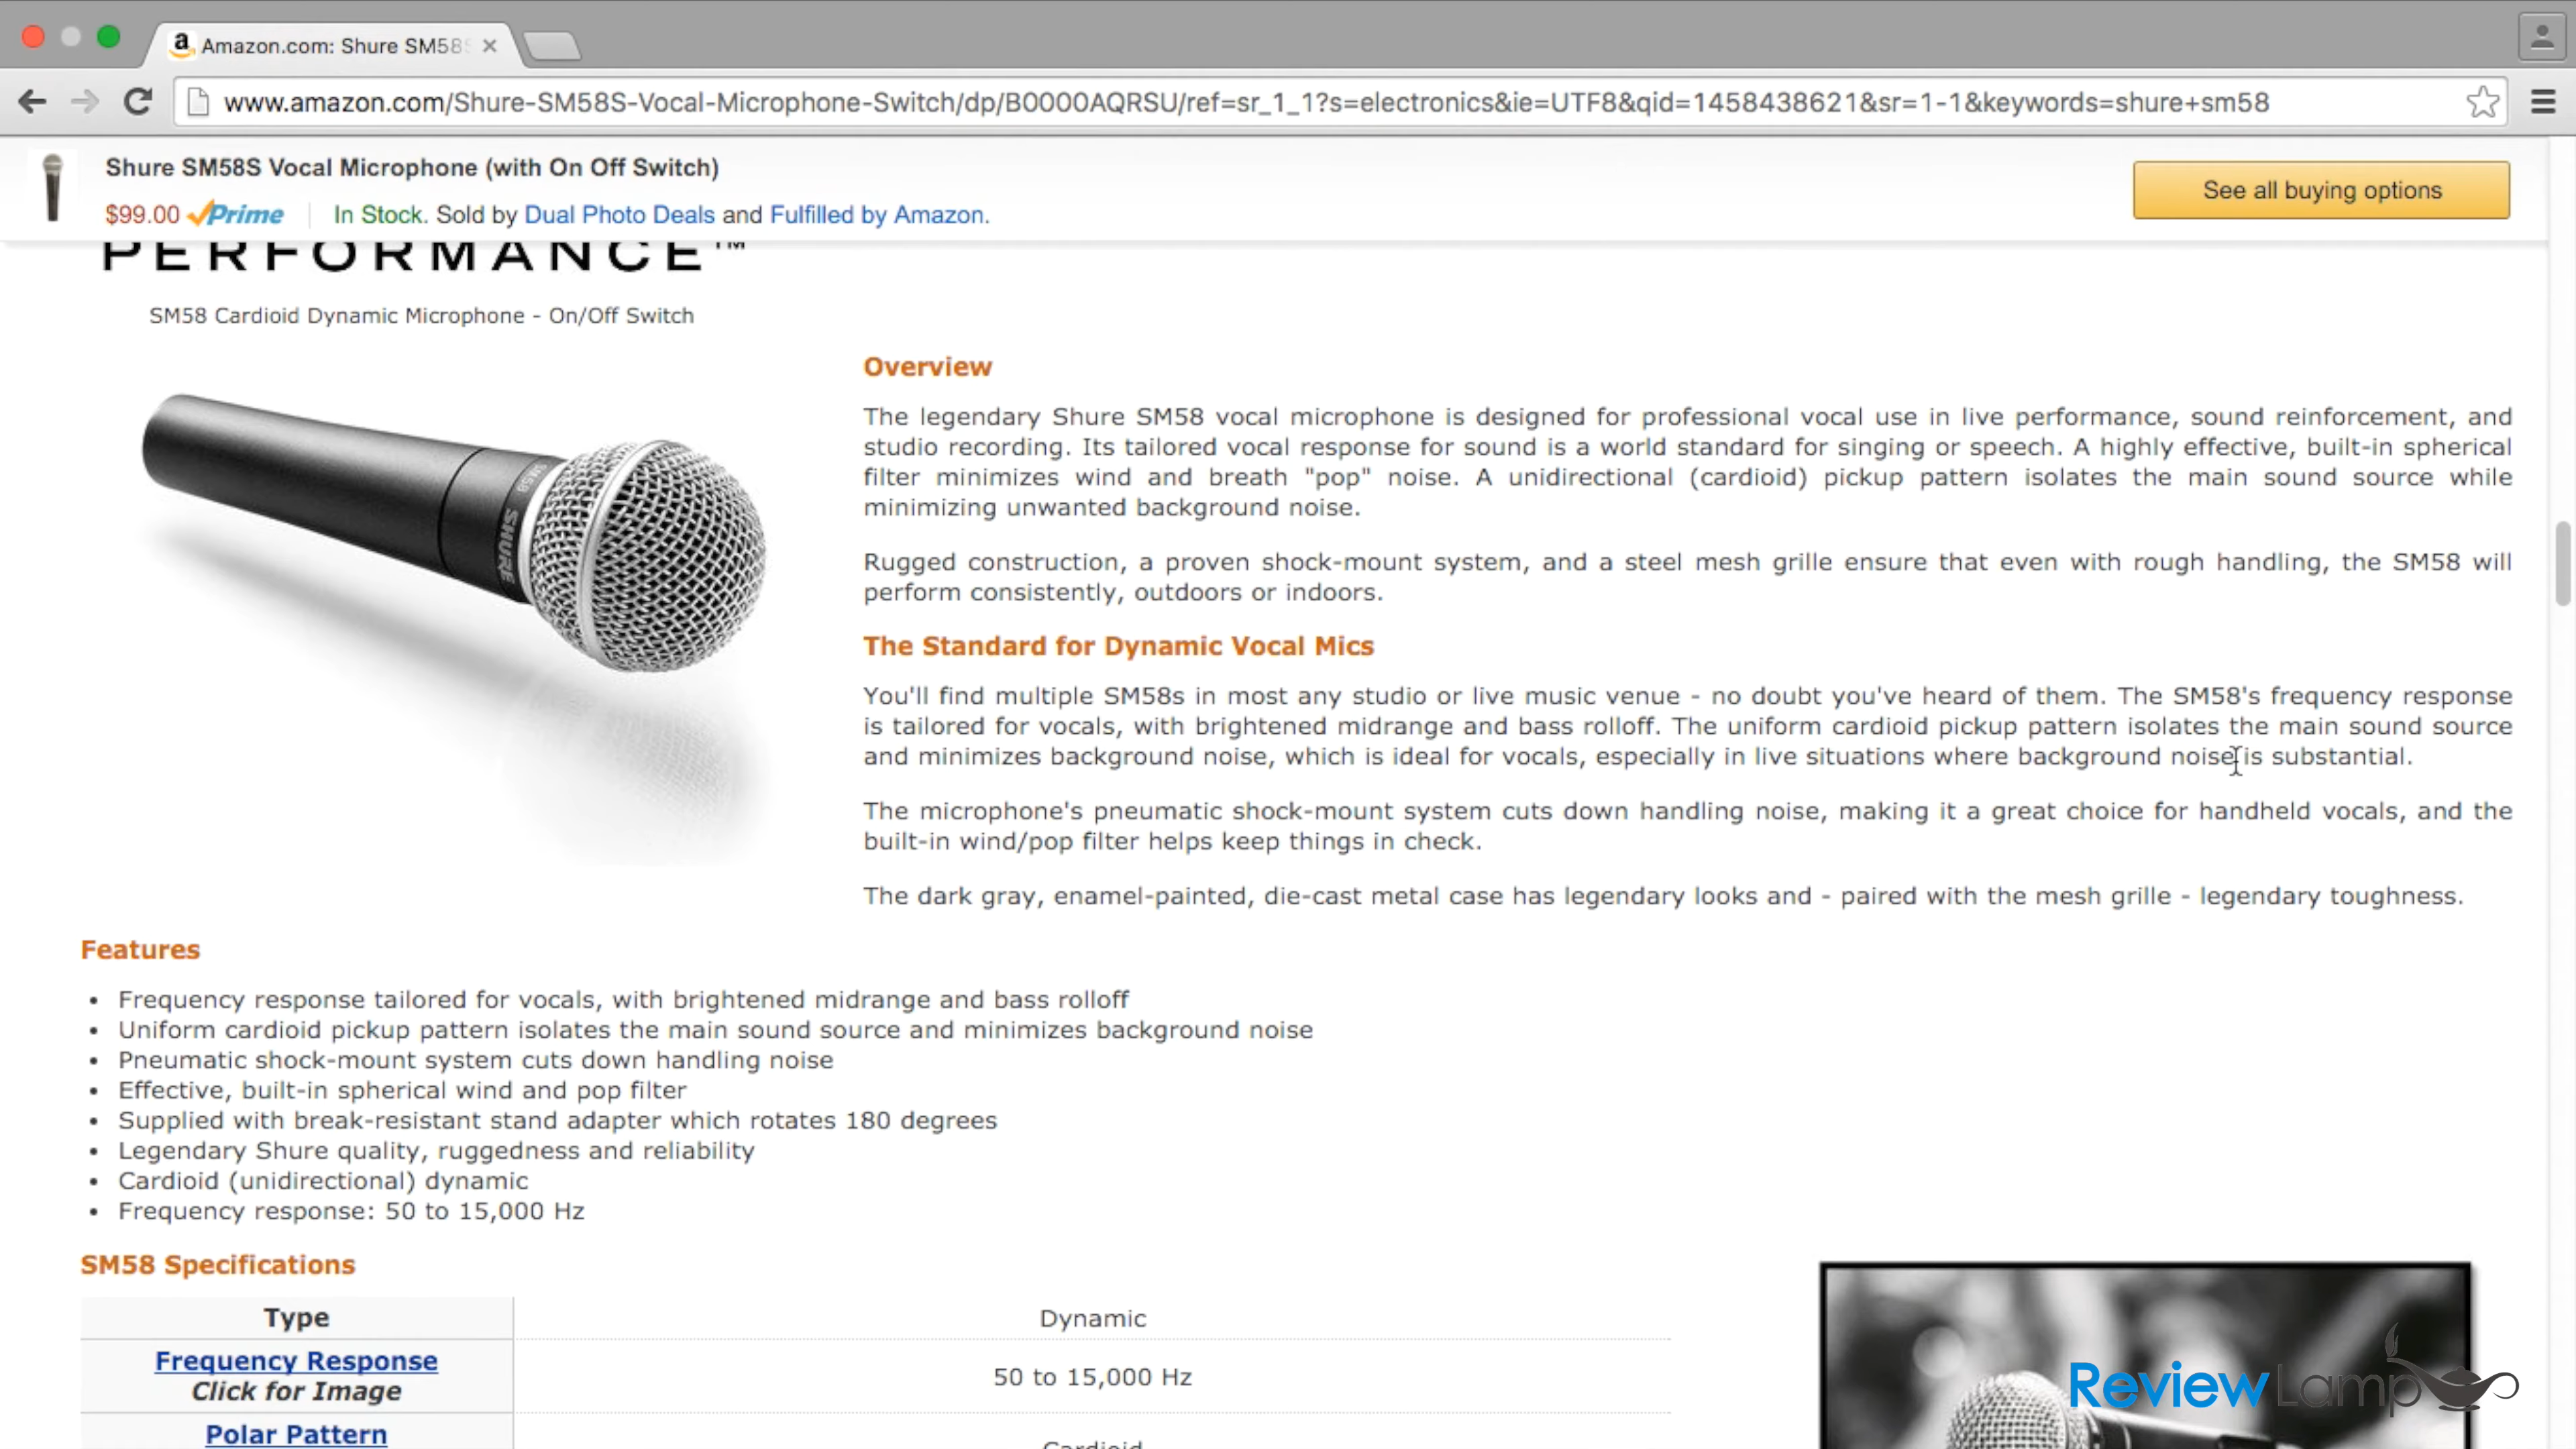 Amazon.com: Shure SM58S
www.amazon.com/Shure-SM58S-Vocal-Microphone-Switch/dp/B0000AQRSU/ref=sr_1_1?s=electronics&ie=UTF8&qid=1458438621&sr=1-1&keywords=shure+sm58
Shure SM58S Vocal Microphone (with On Off Switch)
$99.00 Prime | In Stock. Sold by Dual Photo Deals and Fulfilled by Amazon.
See all buying options
PERFORMANCE™
SM58 Cardioid Dynamic Microphone - On/Off Switch
SM58
SHURE
Overview
The legendary Shure SM58 vocal microphone is designed for professional vocal use in live performance, sound reinforcement, and
studio recording. Its tailored vocal response for sound is a world standard for singing or speech. A highly effective, built-in spherical
filter minimizes wind and breath "pop" noise. A unidirectional (cardioid) pickup pattern isolates the main sound source while
minimizing unwanted background noise.
Rugged construction, a proven shock-mount system, and a steel mesh grille ensure that even with rough handling, the SM58 will
perform consistently, outdoors or indoors.
The Standard for Dynamic Vocal Mics
You'll find multiple SM58s in most any studio or live music venue - no doubt you've heard of them. The SM58's frequency response
is tailored for vocals, with brightened midrange and bass rolloff. The uniform cardioid pickup pattern isolates the main sound source
and minimizes background noise, which is ideal for vocals, especially in live situations where background noise is substantial.
The microphone's pneumatic shock-mount system cuts down handling noise, making it a great choice for handheld vocals, and the
built-in wind/pop filter helps keep things in check.
The dark gray, enamel-painted, die-cast metal case has legendary looks and - paired with the mesh grille - legendary toughness.
Features
• Frequency response tailored for vocals, with brightened midrange and bass rolloff
• Uniform cardioid pickup pattern isolates the main sound source and minimizes background noise
• Pneumatic shock-mount system cuts down handling noise
• Effective, built-in spherical wind and pop filter
• Supplied with break-resistant stand adapter which rotates 180 degrees
• Legendary Shure quality, ruggedness and reliability
• Cardioid (unidirectional) dynamic
• Frequency response: 50 to 15,000 Hz
SM58 Specifications
Type Dynamic
Frequency Response
Click for Image
50 to 15,000 Hz
Polar Pattern Cardioid
ReviewLamp